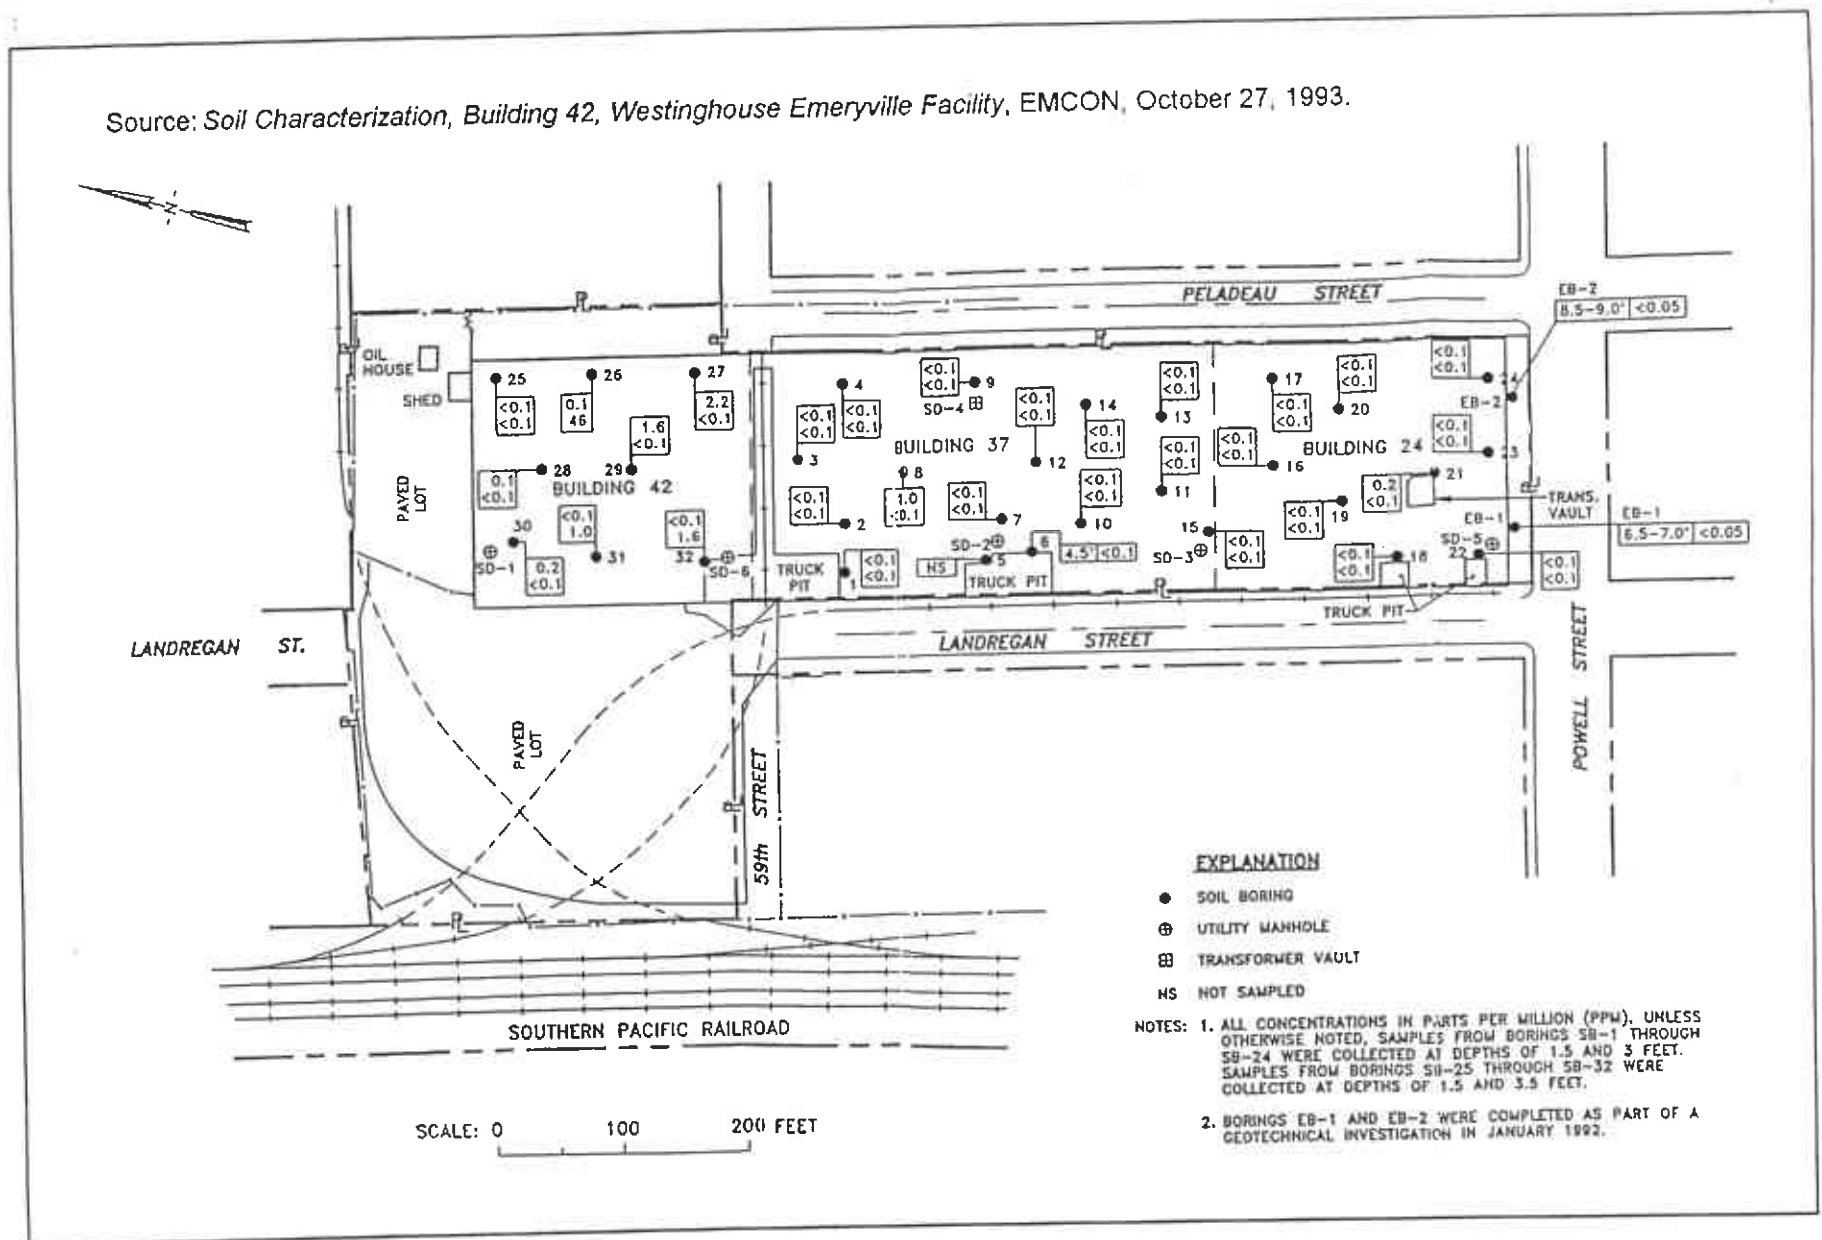 Source: Soil Characterization, Building 42, Westinghouse Emeryville Facility, EMCON, October 27, 1993.
N
PELADEAU STREET
EB-2
8.5-9.0' <0.05
OIL
HOUSE
SHED
PAVED
LOT
25
<0.1
<0.1
26
0.1
46
27
2.2
<0.1
28
0.1
<0.1
29
1.6
<0.1
BUILDING 42
30
0.2
<0.1
SD-1
31
<0.1
1.0
32
<0.1
1.6
SD-6
4
<0.1
<0.1
3
<0.1
<0.1
9
<0.1
<0.1
SD-4
BUILDING 37
8
1.0
<0.1
2
<0.1
<0.1
7
<0.1
<0.1
12
<0.1
<0.1
14
<0.1
<0.1
10
<0.1
<0.1
13
<0.1
<0.1
11
<0.1
<0.1
TRUCK
PIT
1
<0.1
<0.1
SD-2
NS
5
6
4.5' <0.1
TRUCK PIT
15
<0.1
<0.1
SD-3
17
<0.1
<0.1
20
<0.1
<0.1
16
<0.1
<0.1
BUILDING 24
24
<0.1
<0.1
EB-2
23
<0.1
<0.1
21
0.2
<0.1
19
<0.1
<0.1
TRANS.
VAULT
EB-1
EB-1
6.5-7.0' <0.05
18
<0.1
<0.1
SD-5
22
<0.1
<0.1
TRUCK PIT
LANDREGAN ST.
LANDREGAN STREET
POWELL STREET
PAVED
LOT
59th STREET
SOUTHERN PACIFIC RAILROAD
SCALE: 0 100 200 FEET
EXPLANATION
SOIL BORING
UTILITY MANHOLE
TRANSFORMER VAULT
NS NOT SAMPLED
NOTES: 1. ALL CONCENTRATIONS IN PARTS PER MILLION (PPM), UNLESS
OTHERWISE NOTED, SAMPLES FROM BORINGS SB-1 THROUGH
SB-24 WERE COLLECTED AT DEPTHS OF 1.5 AND 3 FEET.
SAMPLES FROM BORINGS SB-25 THROUGH SB-32 WERE
COLLECTED AT DEPTHS OF 1.5 AND 3.5 FEET.
2. BORINGS EB-1 AND EB-2 WERE COMPLETED AS PART OF A
GEOTECHNICAL INVESTIGATION IN JANUARY 1992.